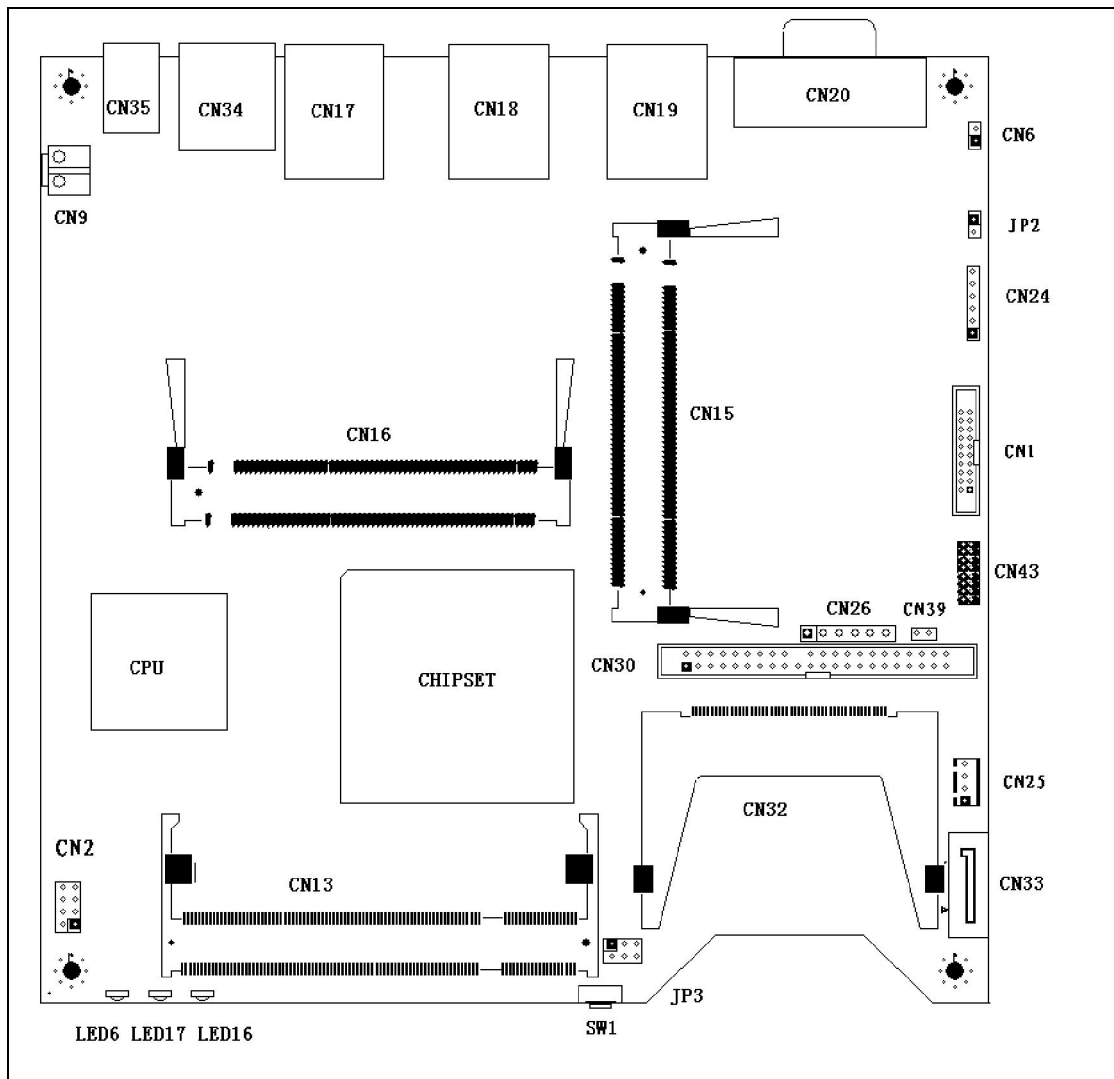 CN35
CN34
CN17
CN18
CN19
CN20
CN6
CN9
JP2
CN24
CN15
CN16
CN1
CN43
CN26
CN39
CN30
CPU
CHIPSET
CN25
CN32
CN2
CN13
CN33
JP3
SW1
LED6 LED17 LED16